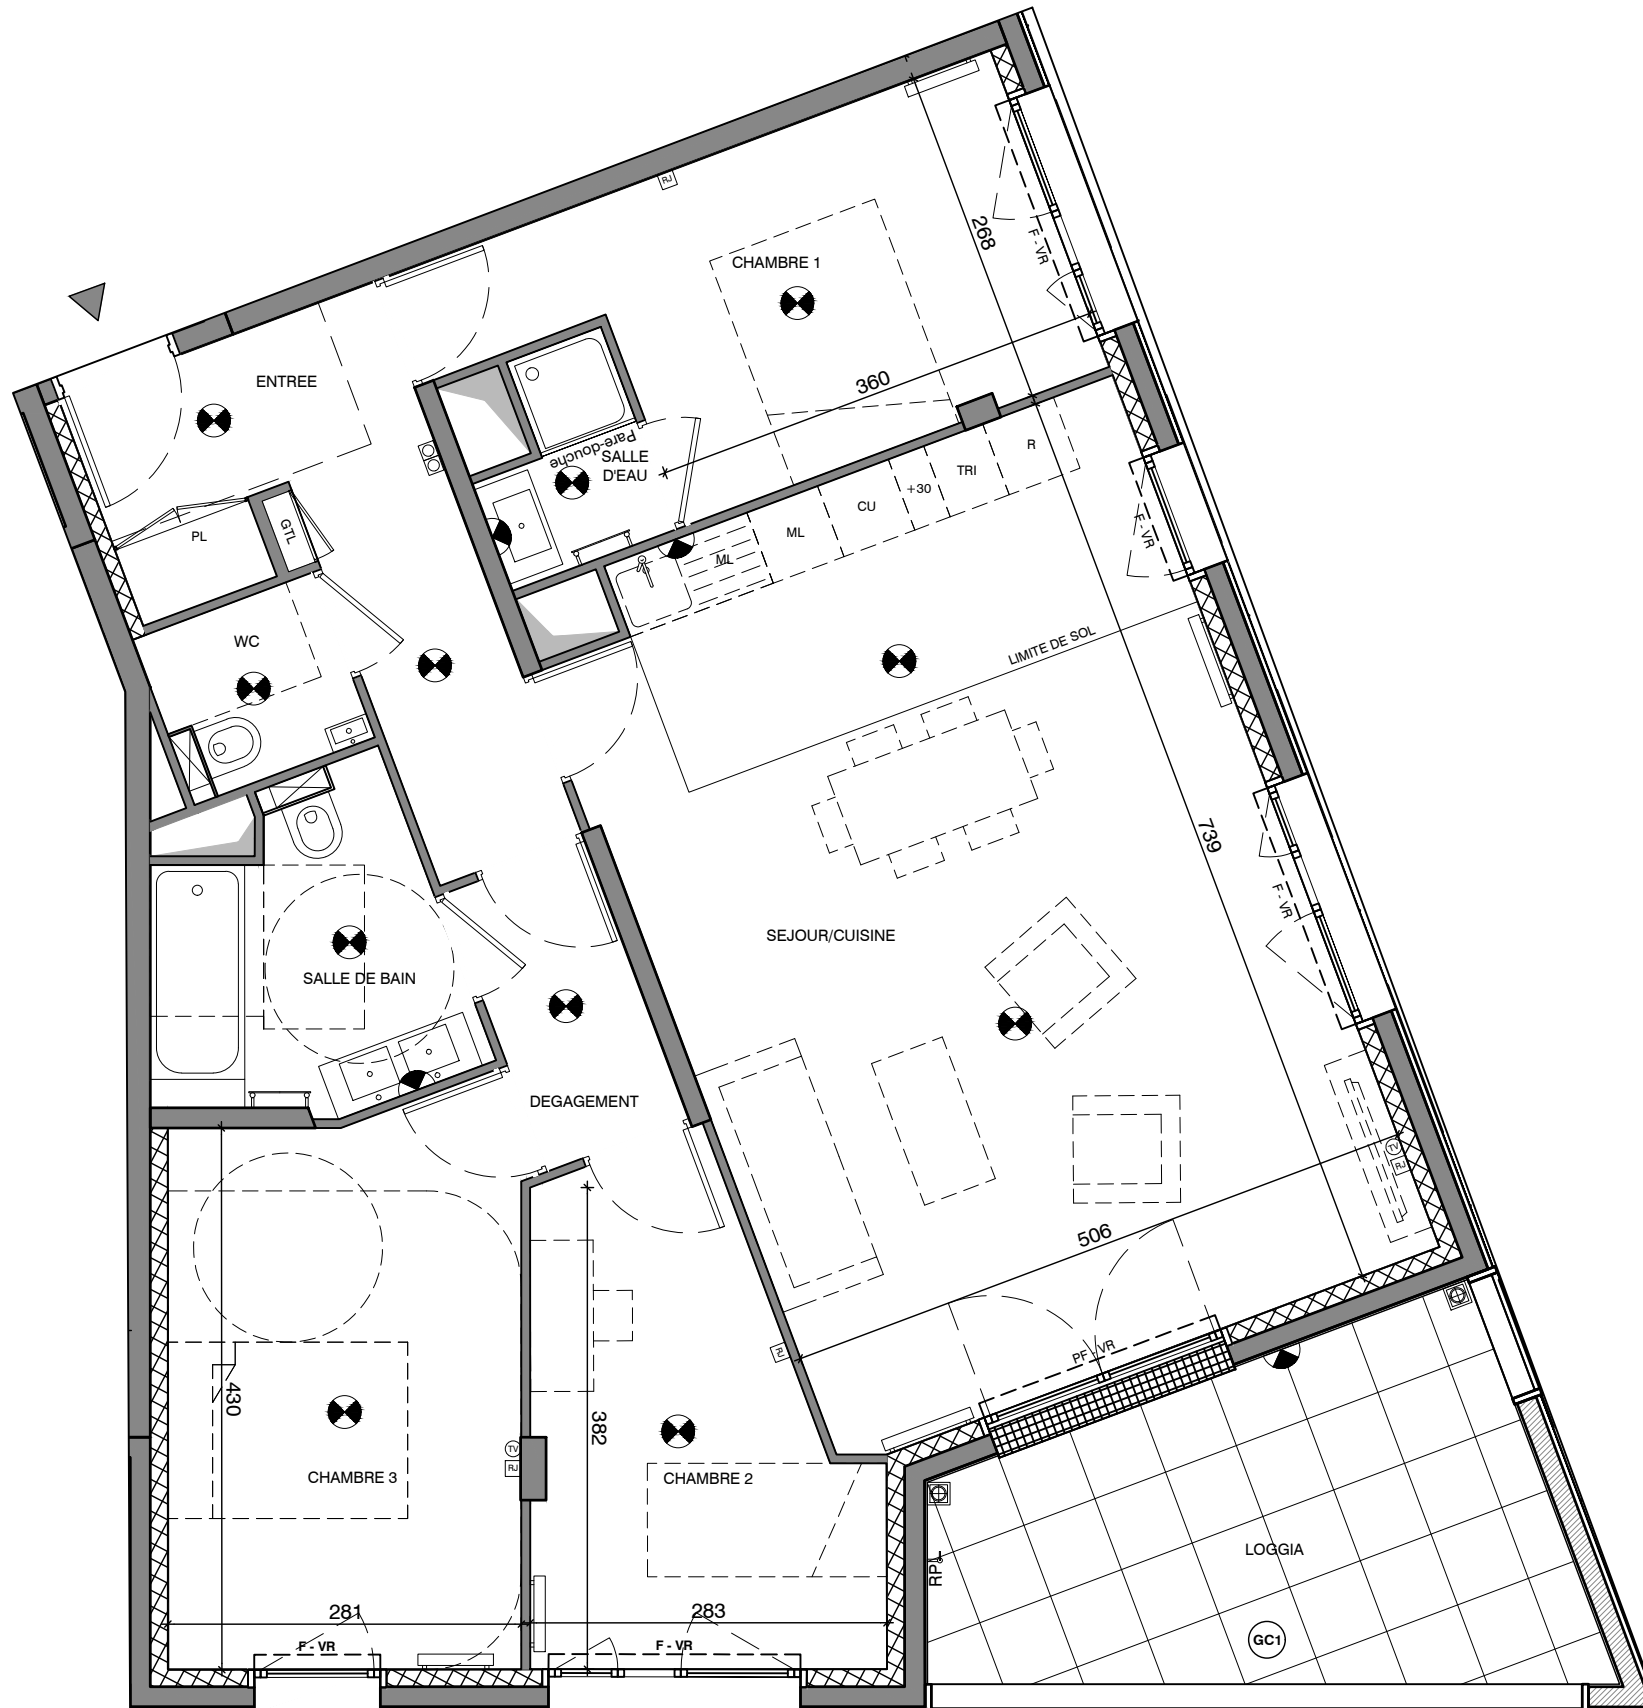 RJ
268
F - VR
CHAMBRE 1
ENTREE
360
Pare-douche
SALLE
D'EAU
R
TRI
+30
CU
ML
ML
F - VR
PL
GTL
WC
LIMITE DE SOL
739
F - VR
SEJOUR/CUISINE
SALLE DE BAIN
DEGAGEMENT
TV
RJ
506
PF - VR
RJ
430
382
TV
RJ
CHAMBRE 3
CHAMBRE 2
LOGGIA
RPL
281
283
F - VR
F - VR
GC1